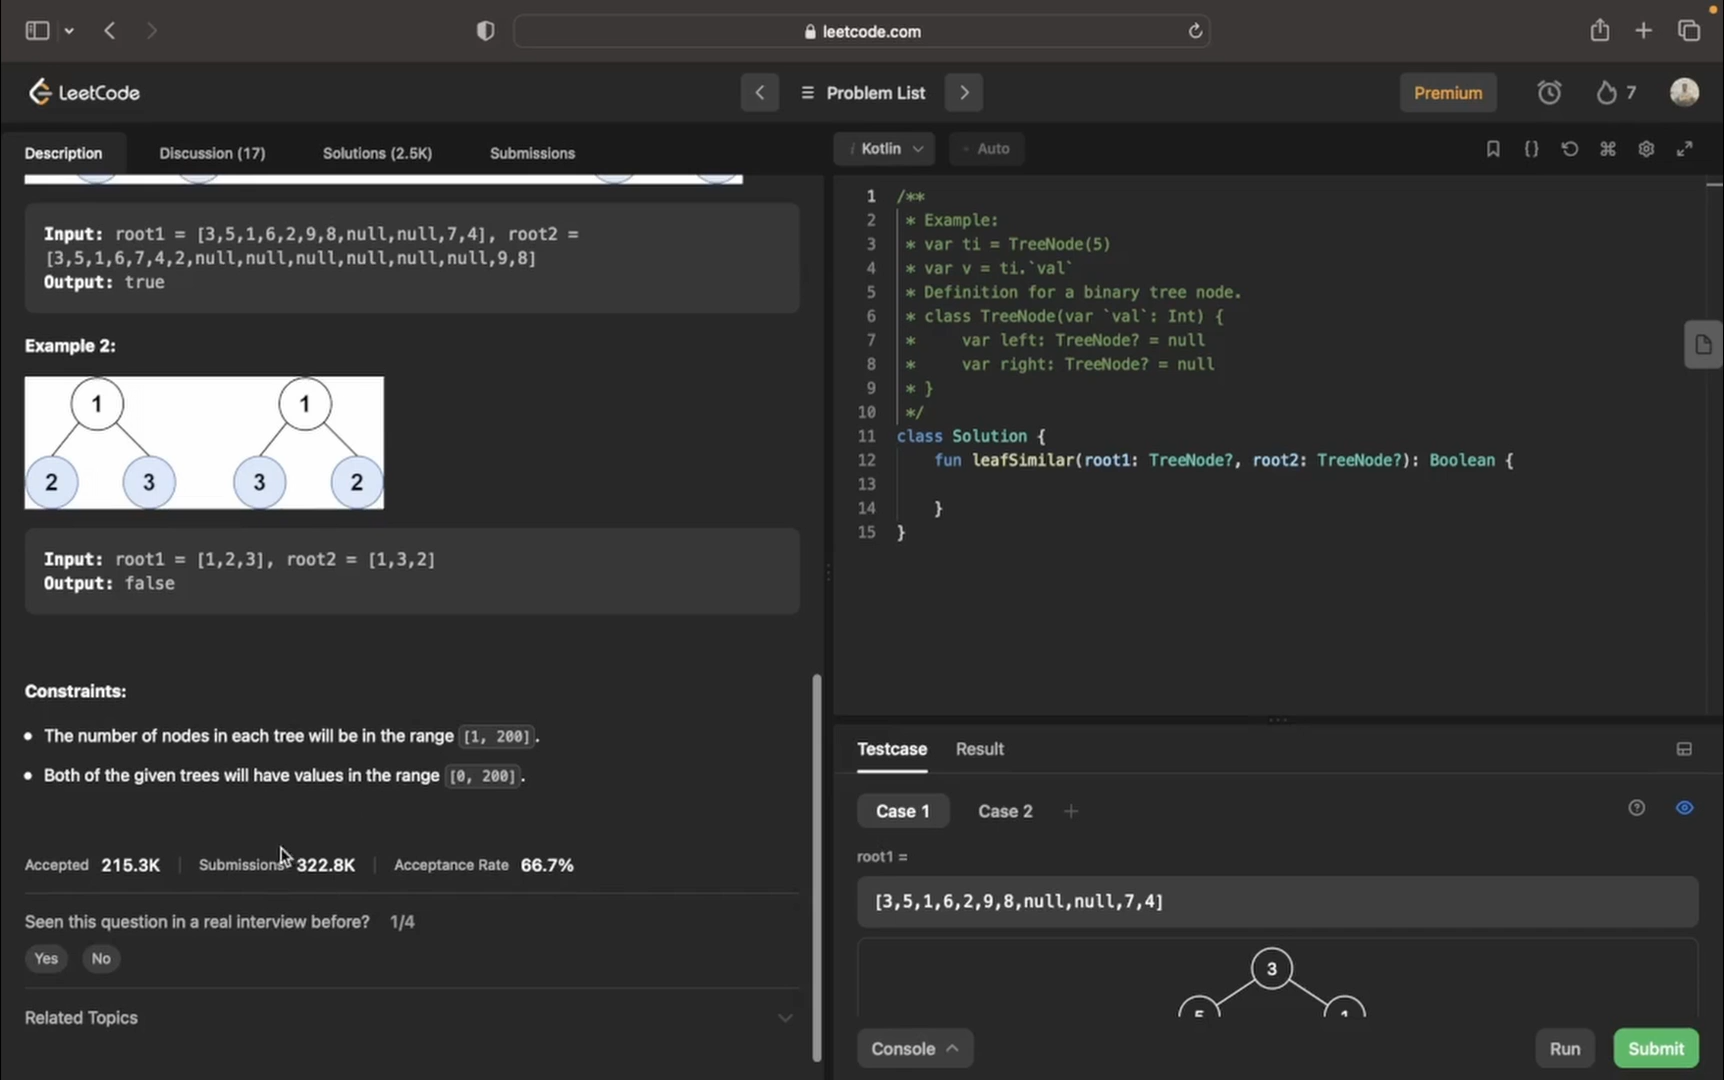 leetcode.com
LeetCode
Problem List
Premium
7
Description
Discussion (17)
Solutions (2.5K)
Submissions
Input: root1 = [3,5,1,6,2,9,8,null,null,7,4], root2 =
[3,5,1,6,7,4,2,null,null,null,null,null,null,9,8]
Output: true
Example 2:
1
1
2
3
3
2
Input: root1 = [1,2,3], root2 = [1,3,2]
Output: false
Constraints:
The number of nodes in each tree will be in the range [1, 200].
Both of the given trees will have values in the range [0, 200].
Accepted 215.3K
Submissions 322.8K
Acceptance Rate 66.7%
Seen this question in a real interview before? 1/4
Yes
No
Related Topics
i Kotlin
Auto
{}
1 /**
2 * Example:
3 * var ti = TreeNode(5)
4 * var v = ti.`val`
5 * Definition for a binary tree node.
6 * class TreeNode(var `val`: Int) {
7 *     var left: TreeNode? = null
8 *     var right: TreeNode? = null
9 * }
10 */
11 class Solution {
12     fun leafSimilar(root1: TreeNode?, root2: TreeNode?): Boolean {
13
14     }
15 }
Testcase
Result
Case 1
Case 2
+
root1 =
[3,5,1,6,2,9,8,null,null,7,4]
3
5
1
Console
Run
Submit